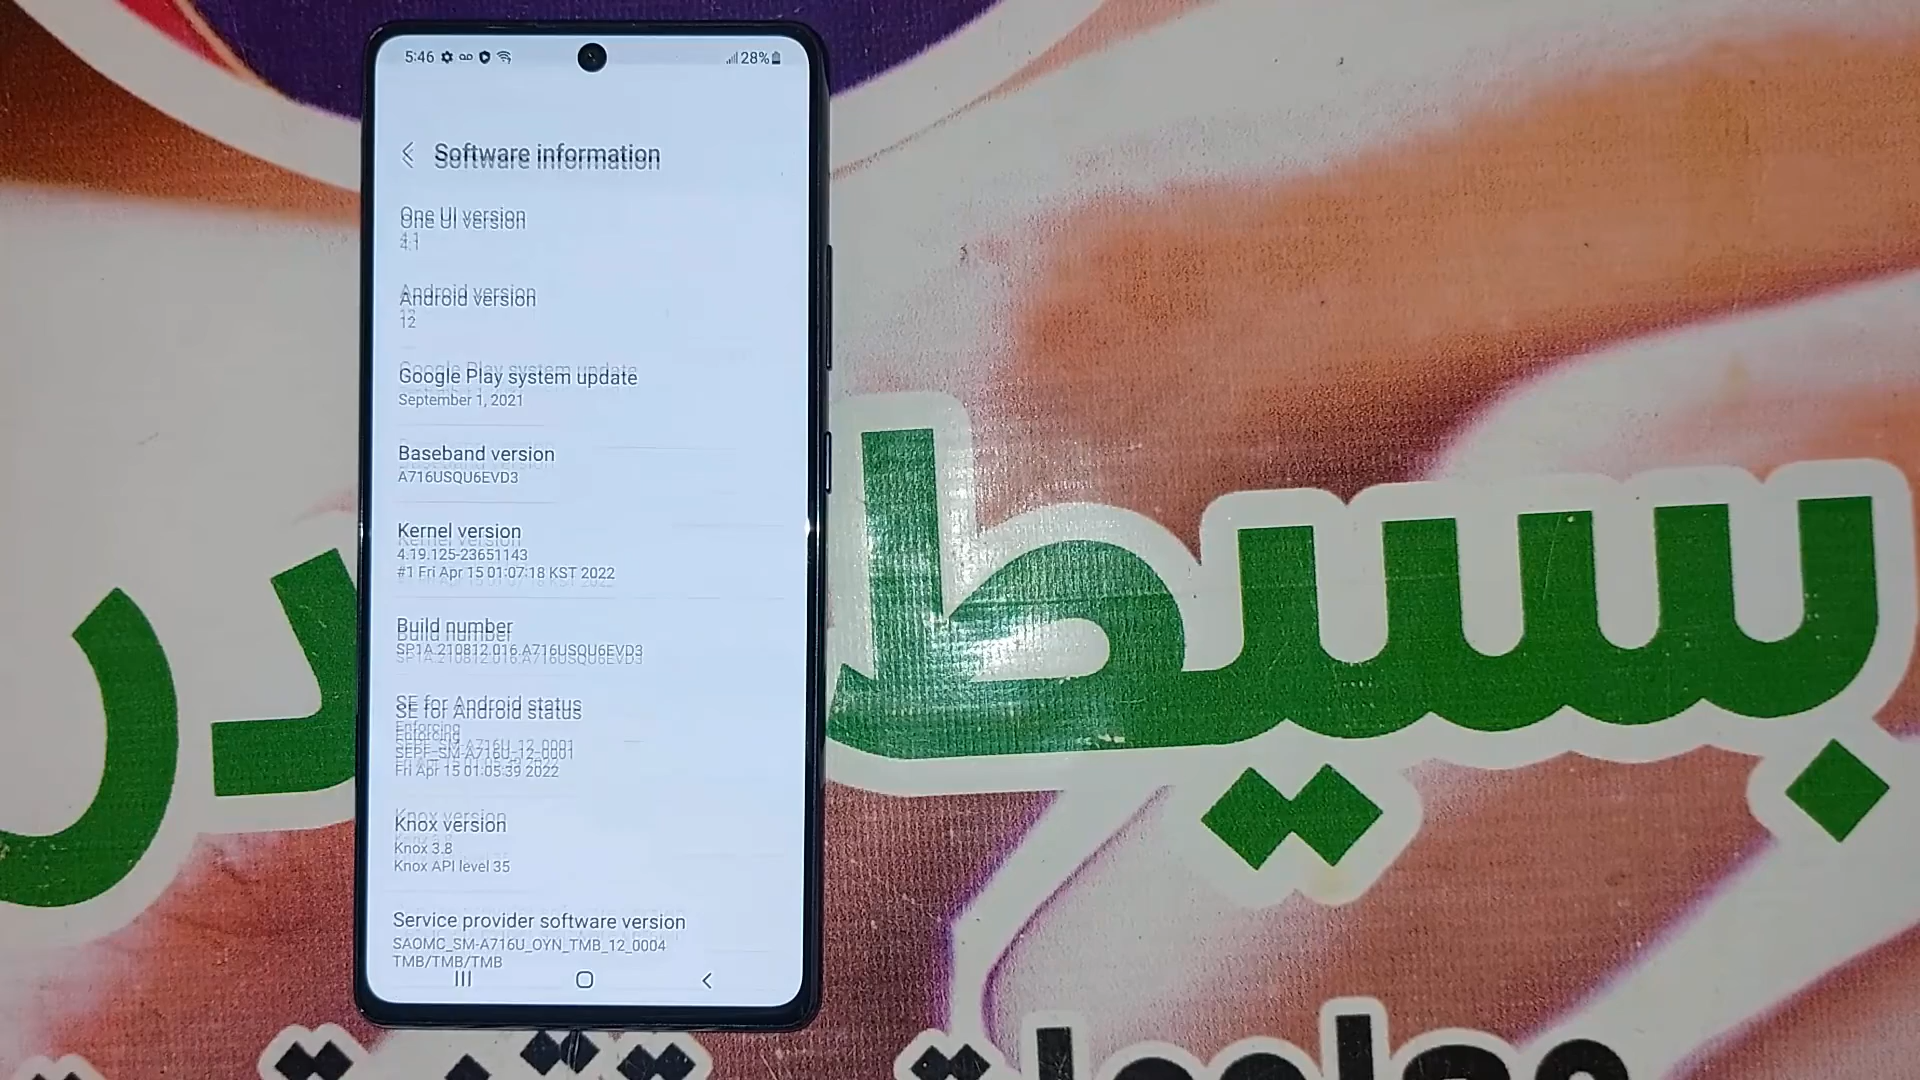 5:46
28%
Software information
One UI version
4.1
Android version
12
Google Play system update
September 1, 2021
Baseband version
A716USQU6EVD3
Kernel version
4.19.125-23651143
#1 Fri Apr 15 01:07:18 KST 2022
Build number
SP1A.210812.016.A716USQU6EVD3
SE for Android status
Enforcing
SEPF_SM-A716U_12_0001
Fri Apr 15 01:05:39 2022
Knox version
Knox 3.8
Knox API level 35
Service provider software version
SAOMC_SM-A716U_OYN_TMB_12_0004
TMB/TMB/TMB
بسيط